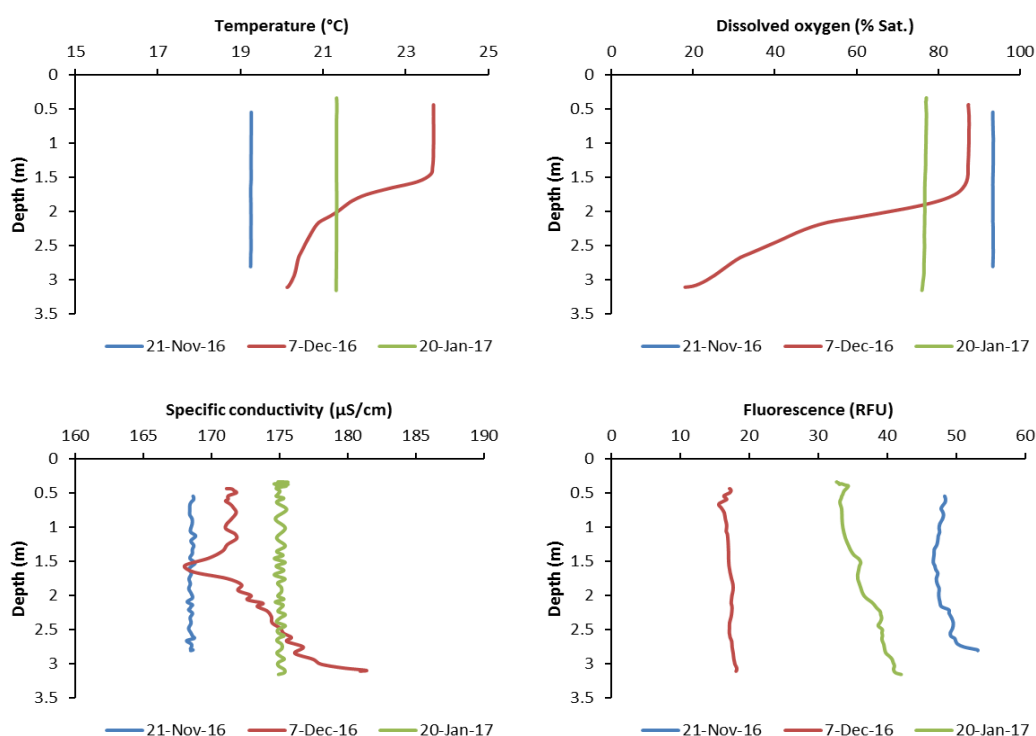 Temperature (°C)
15 17 19 21 23 25
0
0.5
1
1.5
2
2.5
3
3.5
Depth (m)
21-Nov-16 7-Dec-16 20-Jan-17
Dissolved oxygen (% Sat.)
0 20 40 60 80 100
0
0.5
1
1.5
2
2.5
3
3.5
Depth (m)
21-Nov-16 7-Dec-16 20-Jan-17
Specific conductivity (µS/cm)
160 165 170 175 180 185 190
0
0.5
1
1.5
2
2.5
3
3.5
Depth (m)
21-Nov-16 7-Dec-16 20-Jan-17
Fluorescence (RFU)
0 10 20 30 40 50 60
0
0.5
1
1.5
2
2.5
3
3.5
Depth (m)
21-Nov-16 7-Dec-16 20-Jan-17